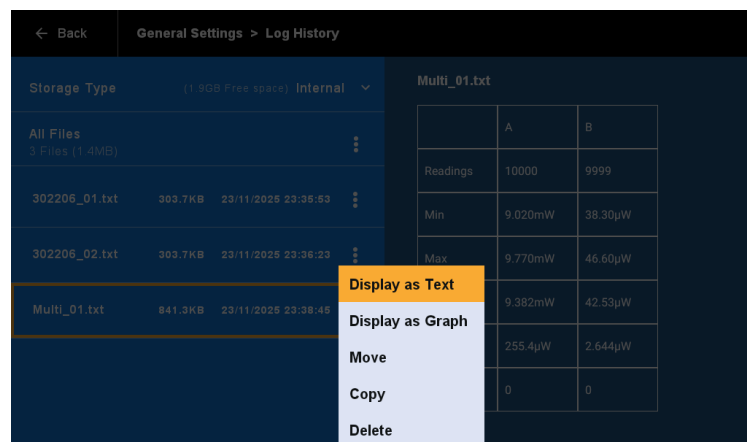 ← Back General Settings > Log History
Storage Type (1.9GB Free space) Internal
All Files
3 Files (1.4MB)
302206_01.txt 303.7KB 23/11/2025 23:35:53
302206_02.txt 303.7KB 23/11/2025 23:36:23
Multi_01.txt 841.3KB 23/11/2025 23:38:45
Display as Text
Display as Graph
Move
Copy
Delete
Multi_01.txt
A B
Readings 10000 9999
Min 9.020mW 38.30µW
Max 9.770mW 46.60µW
9.382mW 42.53µW
255.4µW 2.644µW
0 0